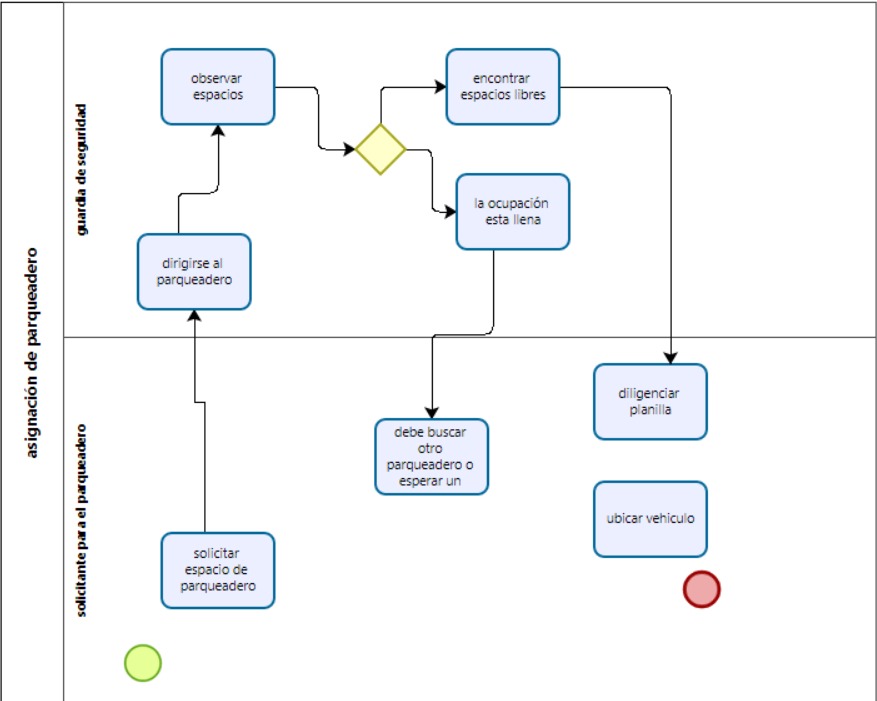 asignación de parqueadero
guardia de seguridad
observar
espacios
encontrar
espacios libres
la ocupación
esta llena
dirigirse al
parqueadero
solicitante para el parqueadero
diligenciar
planilla
debe buscar
otro
parqueadero o
esperar un
ubicar vehiculo
solicitar
espacio de
parqueadero